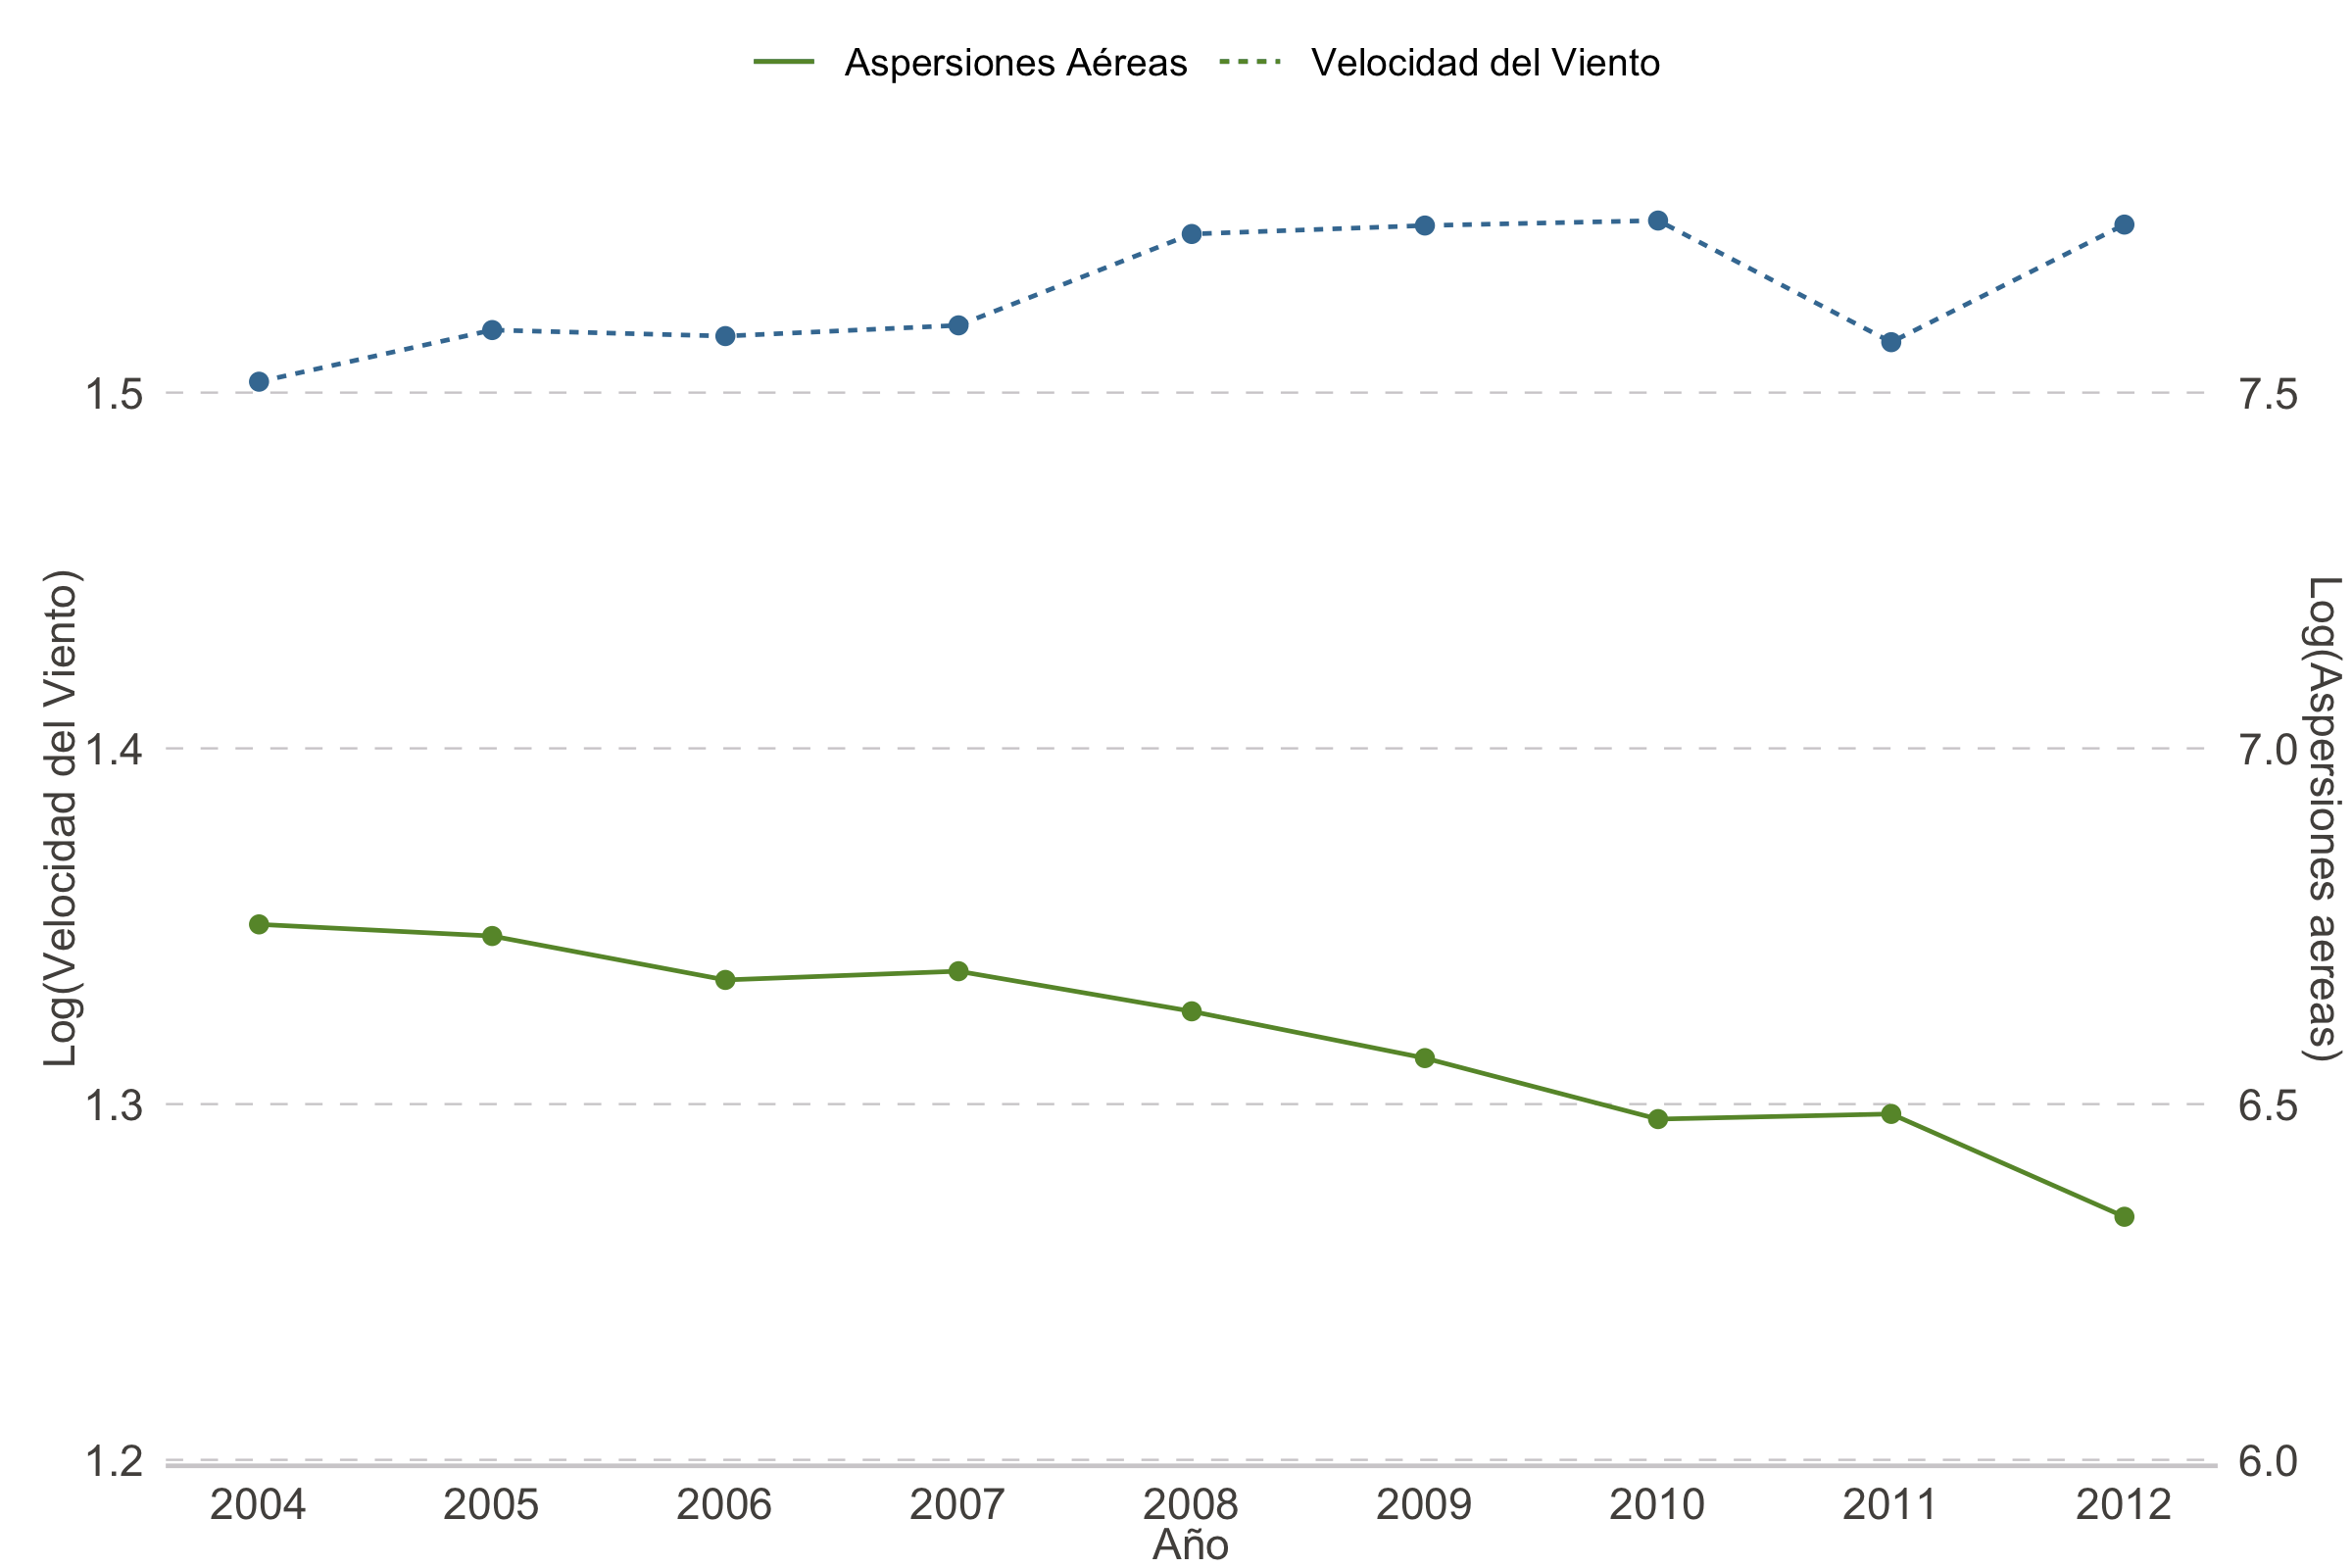 Aspersiones Aéreas Velocidad del Viento
1.5
7.5
1.4
7.0
1.3
6.5
1.2
6.0
Log(Velocidad del Viento)
Log(Aspersiones aereas)
2004 2005 2006 2007 2008 2009 2010 2011 2012
Año